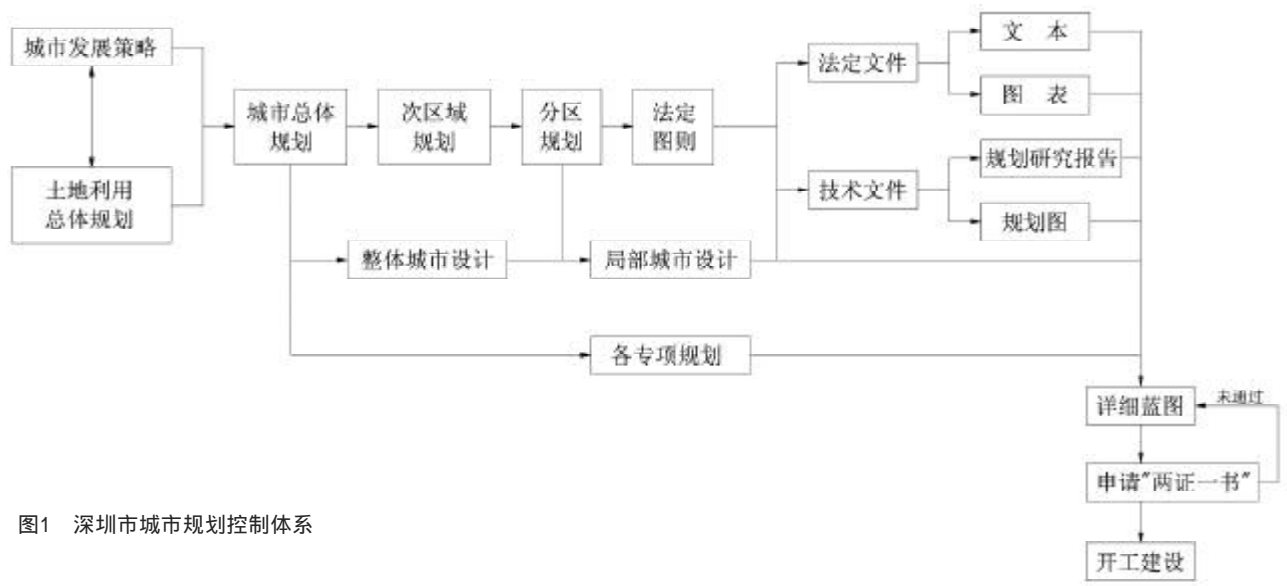 城市发展策略
土地利用
总体规划
城市总体
规划
次区域
规划
分区
规划
法定
图则
法定文件
文 本
图 表
技术文件
规划研究报告
规划图
整体城市设计
局部城市设计
各专项规划
详细蓝图
未通过
申请"两证一书"
开工建设
图1 深圳市城市规划控制体系